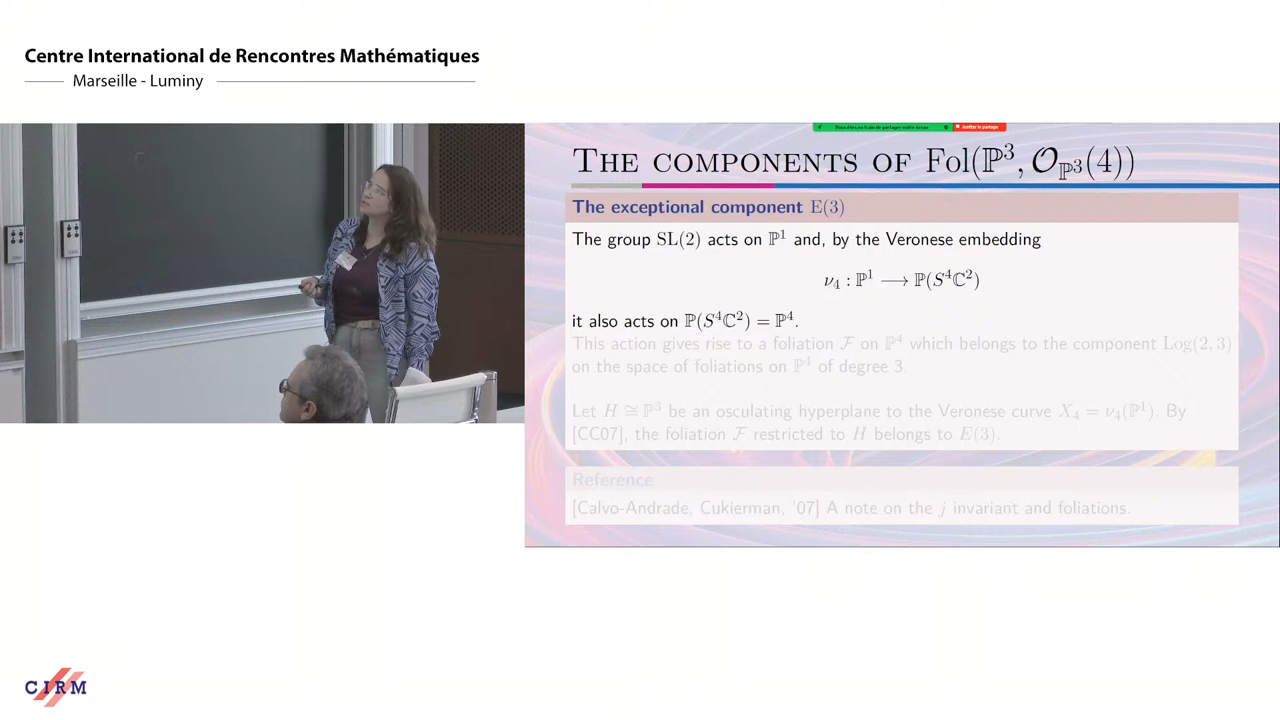 Centre International de Rencontres Mathématiques
Marseille - Luminy
THE COMPONENTS OF Fol(ℙ³, 𝒪_ℙ³(4))
The exceptional component E(3)
The group SL(2) acts on ℙ¹ and, by the Veronese embedding
ν₄ : ℙ¹ ⟶ ℙ(S⁴ℂ²)
it also acts on ℙ(S⁴ℂ²) = ℙ⁴.
This action gives rise to a foliation ℱ on ℙ⁴ which belongs to the component Log(2, 3)
on the space of foliations on ℙ⁴ of degree 3.
Let H ≅ ℙ³ be an osculating hyperplane to the Veronese curve X₄ = ν₄(ℙ¹). By
[CC07], the foliation ℱ restricted to H belongs to E(3).
Reference
[Calvo-Andrade, Cukierman, '07] A note on the j invariant and foliations.
CIRM